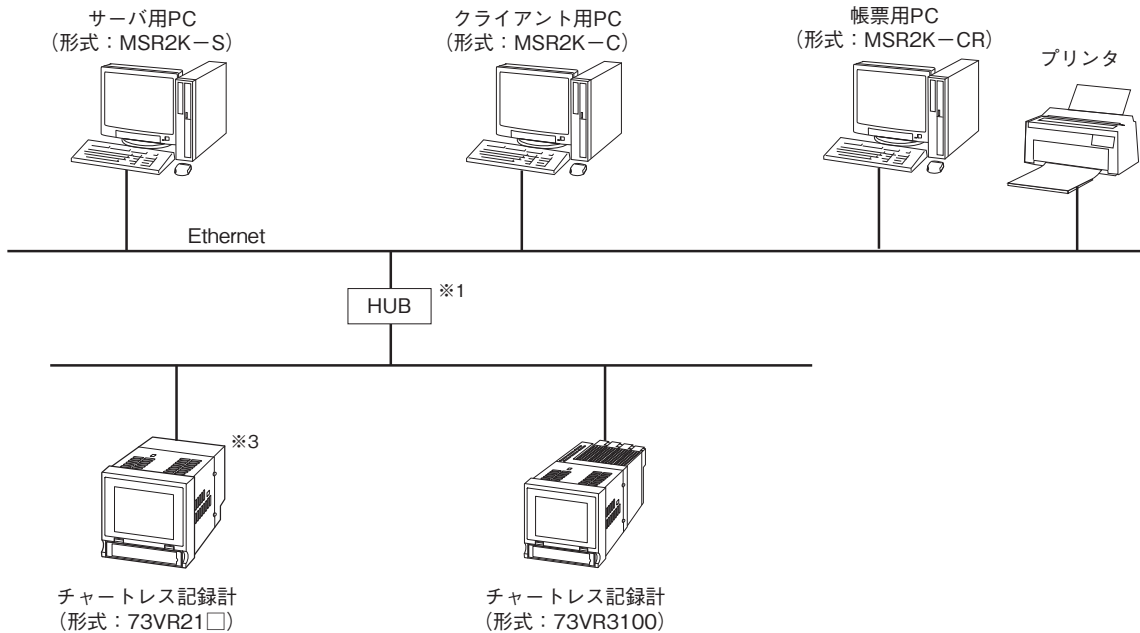 サーバ用PC
（形式：MSR2K－S）
クライアント用PC
（形式：MSR2K－C）
帳票用PC
（形式：MSR2K－CR）
プリンタ
Ethernet
HUB
※1
※3
チャートレス記録計
（形式：73VR21□）
チャートレス記録計
（形式：73VR3100）